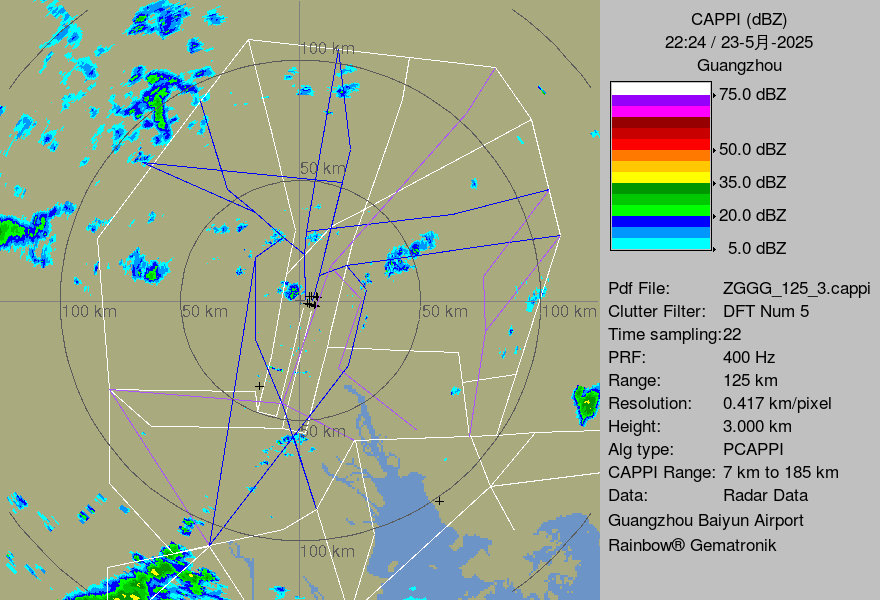 CAPPI (dBZ)
22:24 / 23-5月-2025
Guangzhou
75.0 dBZ
50.0 dBZ
35.0 dBZ
20.0 dBZ
5.0 dBZ
100 km
50 km
100 km
50 km
50 km
100 km
50 km
100 km
Pdf File: ZGGG_125_3.cappi
Clutter Filter: DFT Num 5
Time sampling:22
PRF: 400 Hz
Range: 125 km
Resolution: 0.417 km/pixel
Height: 3.000 km
Alg type: PCAPPI
CAPPI Range: 7 km to 185 km
Data: Radar Data
Guangzhou Baiyun Airport
Rainbow® Gematronik